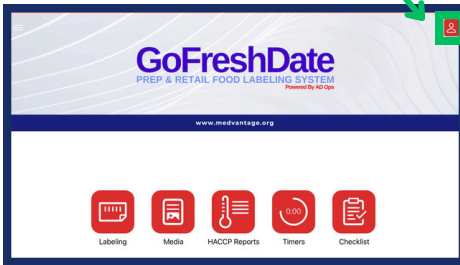 GoFreshDate
PREP & RETAIL FOOD LABELING SYSTEM
Powered By AD Ops
www.medvantage.org
0:00
Labeling
Media
HACCP Reports
Timers
Checklist